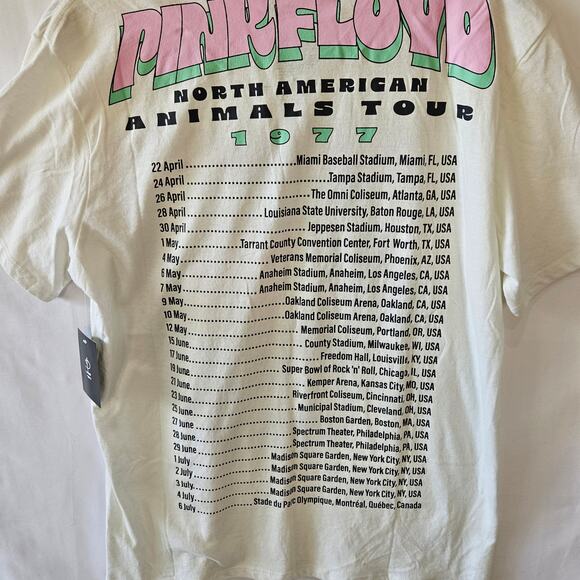 PINK FLOYD
NORTH AMERICAN
ANIMALS TOUR
1977
22 April ........................ Miami Baseball Stadium, Miami, FL, USA
24 April ........................ Tampa Stadium, Tampa, FL, USA
26 April ........................ The Omni Coliseum, Atlanta, GA, USA
28 April ........................ Louisiana State University, Baton Rouge, LA, USA
30 April ........................ Jeppesen Stadium, Houston, TX, USA
1 May ........................ Tarrant County Convention Center, Fort Worth, TX, USA
4 May ........................ Veterans Memorial Coliseum, Phoenix, AZ, USA
6 May ........................ Anaheim Stadium, Anaheim, Los Angeles, CA, USA
7 May ........................ Anaheim Stadium, Anaheim, Los Angeles, CA, USA
9 May ........................ Oakland Coliseum Arena, Oakland, CA, USA
10 May ........................ Oakland Coliseum Arena, Oakland, CA, USA
12 May ........................ Memorial Coliseum, Portland, OR, USA
15 June ........................ County Stadium, Milwaukee, WI, USA
17 June ........................ Freedom Hall, Louisville, KY, USA
19 June ........................ Super Bowl of Rock 'n' Roll, Chicago, IL, USA
21 June ........................ Kemper Arena, Kansas City, MO, USA
23 June ........................ Riverfront Coliseum, Cincinnati, OH, USA
25 June ........................ Municipal Stadium, Cleveland, OH, USA
27 June ........................ Boston Garden, Boston, MA, USA
28 June ........................ Spectrum Theater, Philadelphia, PA, USA
29 June ........................ Spectrum Theater, Philadelphia, PA, USA
1 July ........................ Madison Square Garden, New York City, NY, USA
2 July ........................ Madison Square Garden, New York City, NY, USA
3 July ........................ Madison Square Garden, New York City, NY, USA
4 July ........................ Madison Square Garden, New York City, NY, USA
6 July ........................ Stade du Parc Olympique, Montréal, Québec, Canada